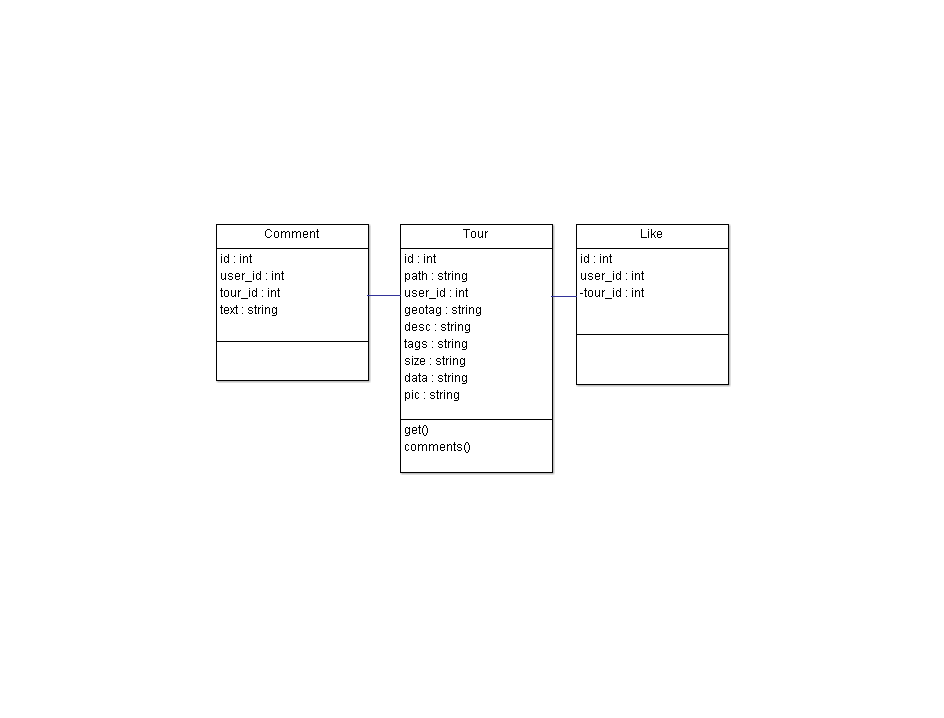 Comment
id : int
user_id : int
tour_id : int
text : string
Tour
id : int
path : string
user_id : int
geotag : string
desc : string
tags : string
size : string
data : string
pic : string
get()
comments()
Like
id : int
user_id : int
-tour_id : int